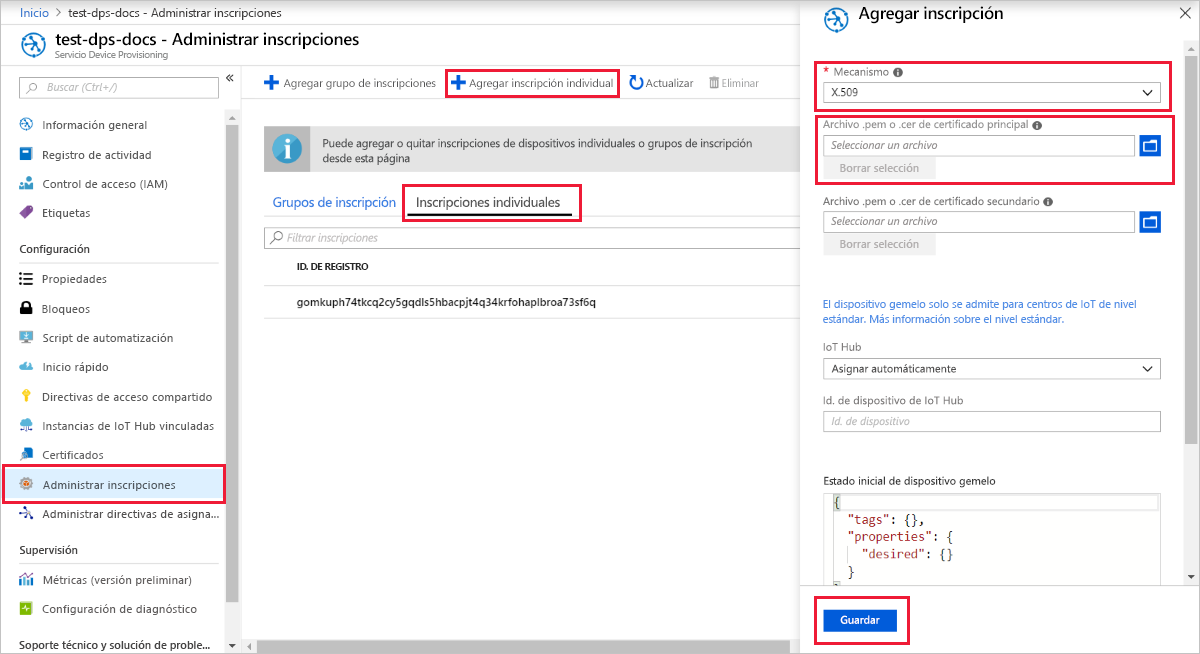 Inicio > test-dps-docs - Administrar inscripciones
test-dps-docs - Administrar inscripciones
Servicio Device Provisioning
Buscar (Ctrl+/)
«
Información general
Registro de actividad
Control de acceso (IAM)
Etiquetas
Configuración
Propiedades
Bloqueos
Script de automatización
Inicio rápido
Directivas de acceso compartido
Instancias de IoT Hub vinculadas
Certificados
Administrar inscripciones
Administrar directivas de asigna...
Supervisión
Métricas (versión preliminar)
Configuración de diagnóstico
Soporte técnico y solución de proble...
Agregar grupo de inscripciones
Agregar inscripción individual
Actualizar
Eliminar
Puede agregar o quitar inscripciones de dispositivos individuales o grupos de inscripción
desde esta página
Grupos de inscripción
Inscripciones individuales
Filtrar inscripciones
ID. DE REGISTRO
gomkuph74tkcq2cy5gqdls5hbacpjt4q34krfohaplbroa73sf6q
Agregar inscripción
* Mecanismo
X.509
Archivo .pem o .cer de certificado principal
Seleccionar un archivo
Borrar selección
Archivo .pem o .cer de certificado secundario
Seleccionar un archivo
Borrar selección
El dispositivo gemelo solo se admite para centros de IoT de nivel
estándar. Más información sobre el nivel estándar.
IoT Hub
Asignar automáticamente
Id. de dispositivo de IoT Hub
Id. de dispositivo
Estado inicial de dispositivo gemelo
{
"tags": {},
"properties": {
"desired": {}
}
Guardar